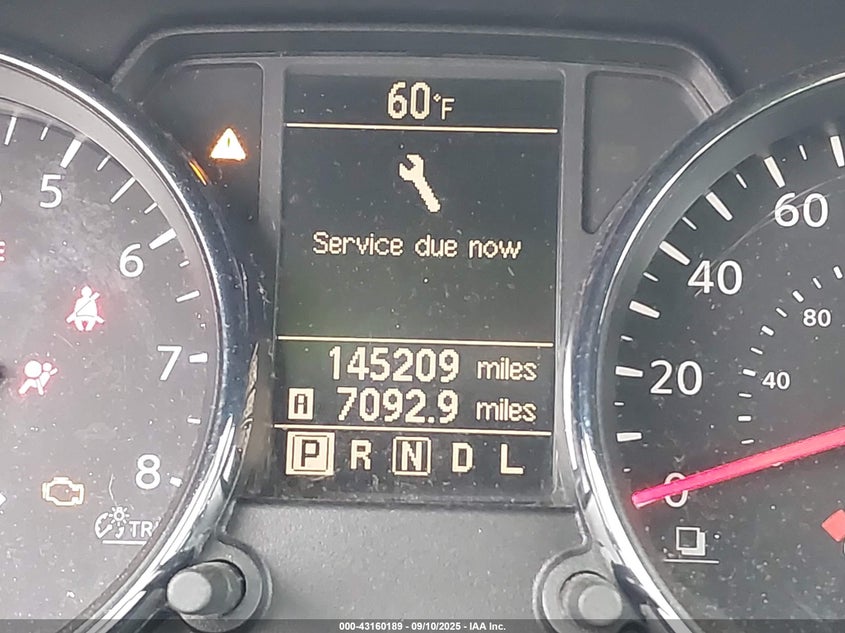 60°F
Service due now
145209 miles
A 7092.9 miles
P R N D L
5
6
7
8
TRI
60
40
20
0
80
40
000-43160189 - 09/10/2025 - IAA Inc.